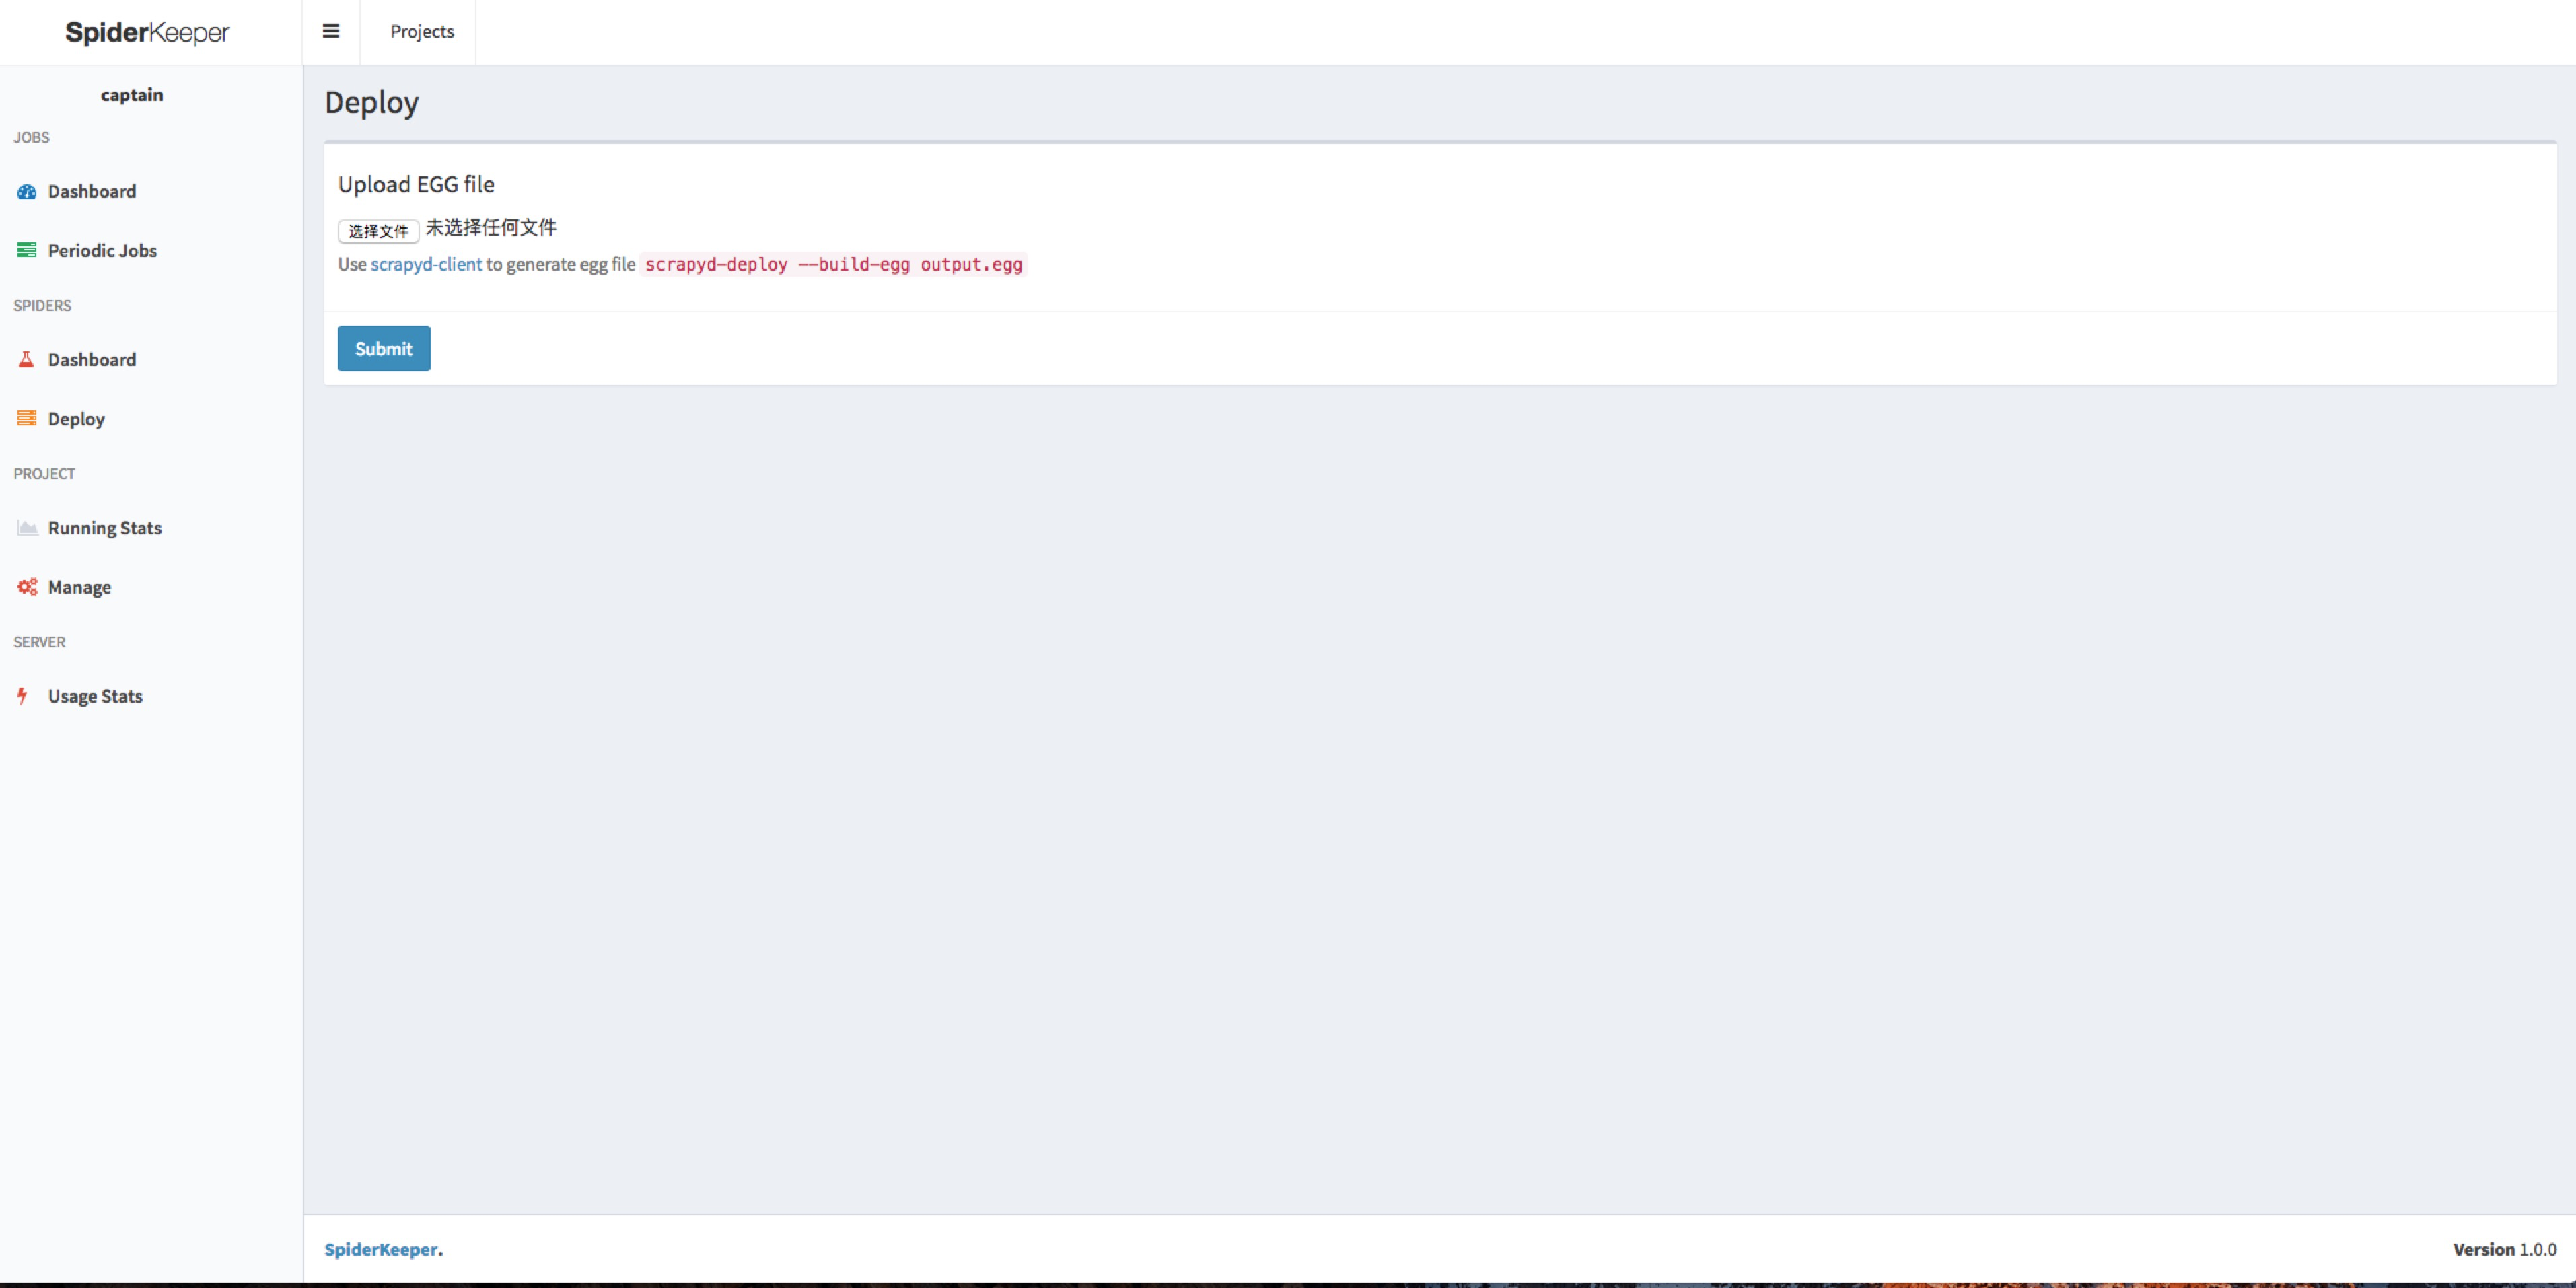 SpiderKeeper
Projects
captain
JOBS
Dashboard
Periodic Jobs
SPIDERS
Dashboard
Deploy
PROJECT
Running Stats
Manage
SERVER
Usage Stats
Deploy
Upload EGG file
选择文件 未选择任何文件
Use scrapyd-client to generate egg file scrapyd-deploy --build-egg output.egg
Submit
SpiderKeeper.
Version 1.0.0